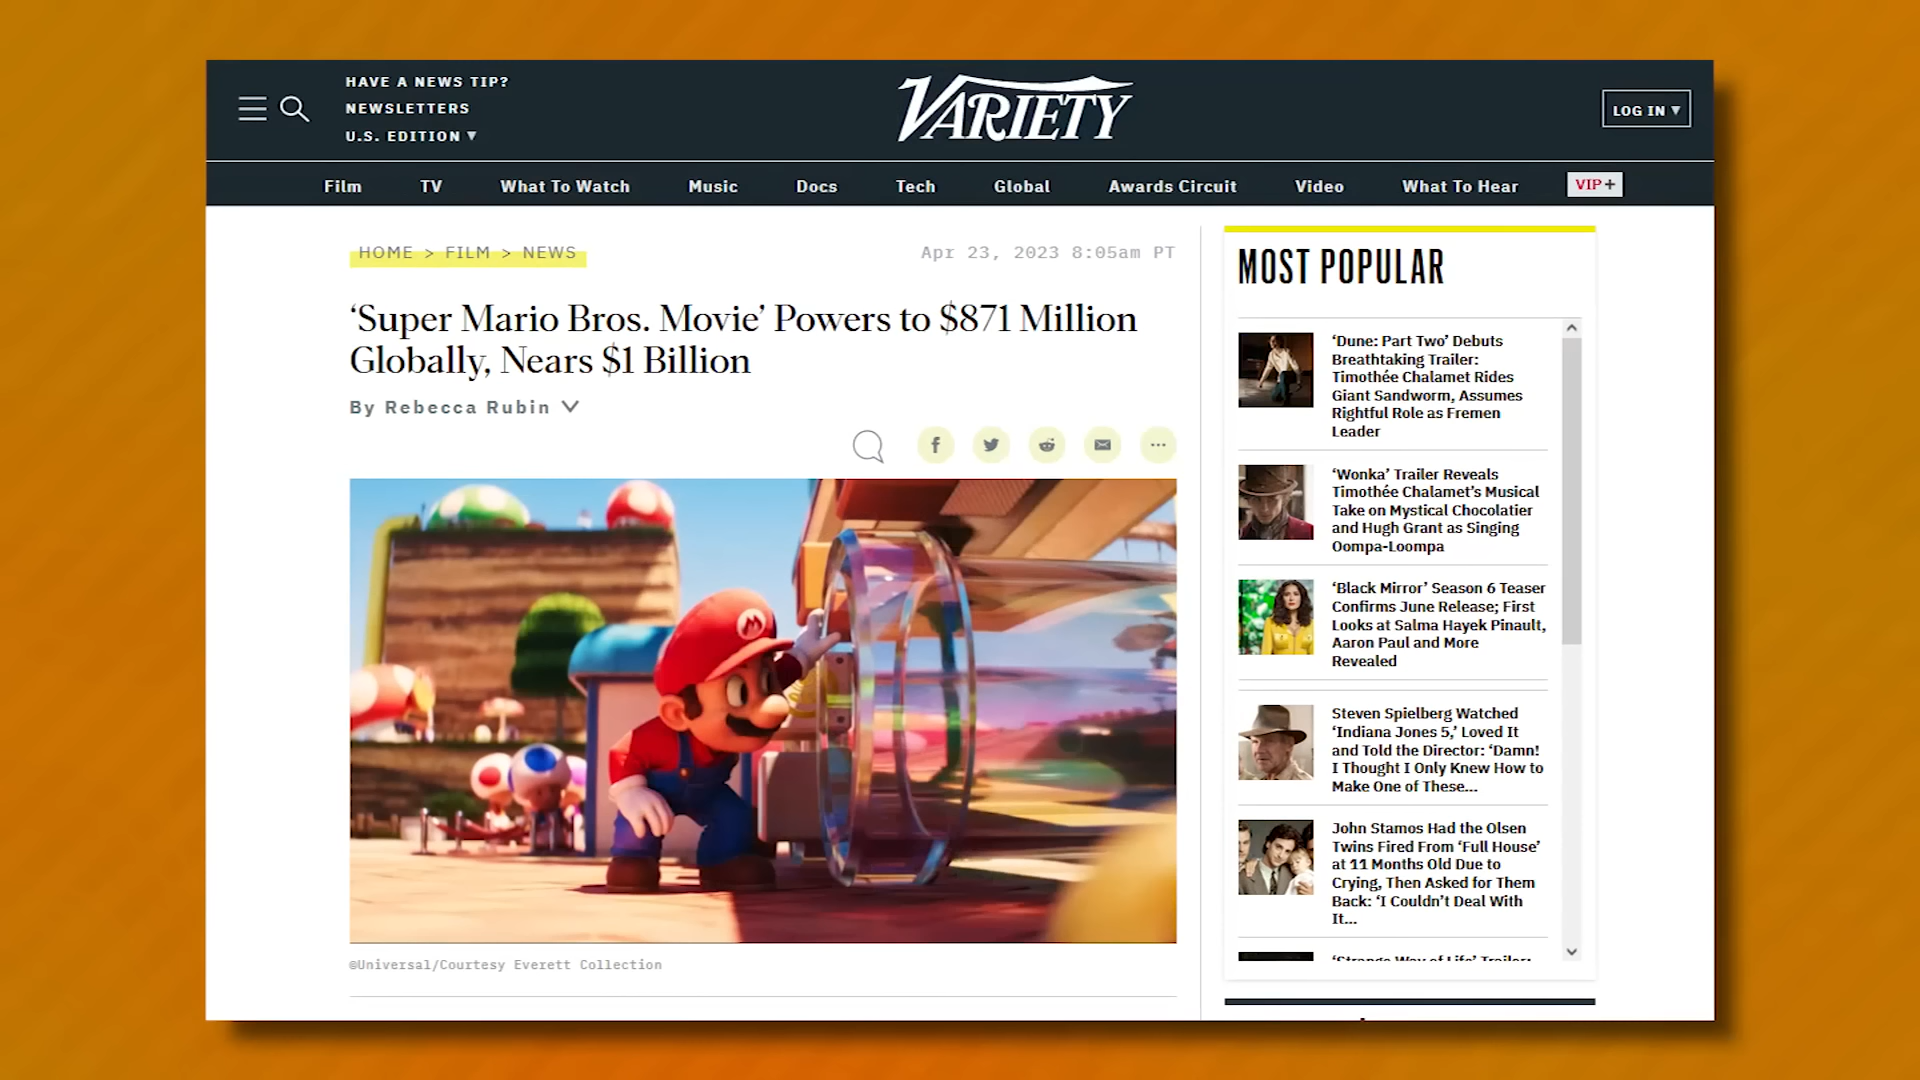 HAVE A NEWS TIP?
NEWSLETTERS
U.S. EDITION ▼
VARIETY
LOG IN ▼
Film TV What To Watch Music Docs Tech Global Awards Circuit Video What To Hear VIP+
HOME > FILM > NEWS
Apr 23, 2023 8:05am PT
‘Super Mario Bros. Movie’ Powers to $871 Million
Globally, Nears $1 Billion
By Rebecca Rubin
©Universal/Courtesy Everett Collection
MOST POPULAR
‘Dune: Part Two’ Debuts
Breathtaking Trailer:
Timothée Chalamet Rides
Giant Sandworm, Assumes
Rightful Role as Fremen
Leader
‘Wonka’ Trailer Reveals
Timothée Chalamet’s Musical
Take on Mystical Chocolatier
and Hugh Grant as Singing
Oompa-Loompa
‘Black Mirror’ Season 6 Teaser
Confirms June Release; First
Looks at Salma Hayek Pinault,
Aaron Paul and More
Revealed
Steven Spielberg Watched
‘Indiana Jones 5,’ Loved It
and Told the Director: ‘Damn!
I Thought I Only Knew How to
Make One of These...
John Stamos Had the Olsen
Twins Fired From ‘Full House’
at 11 Months Old Due to
Crying, Then Asked for Them
Back: ‘I Couldn’t Deal With
It...
‘Strange Way of Life’ Trailer: